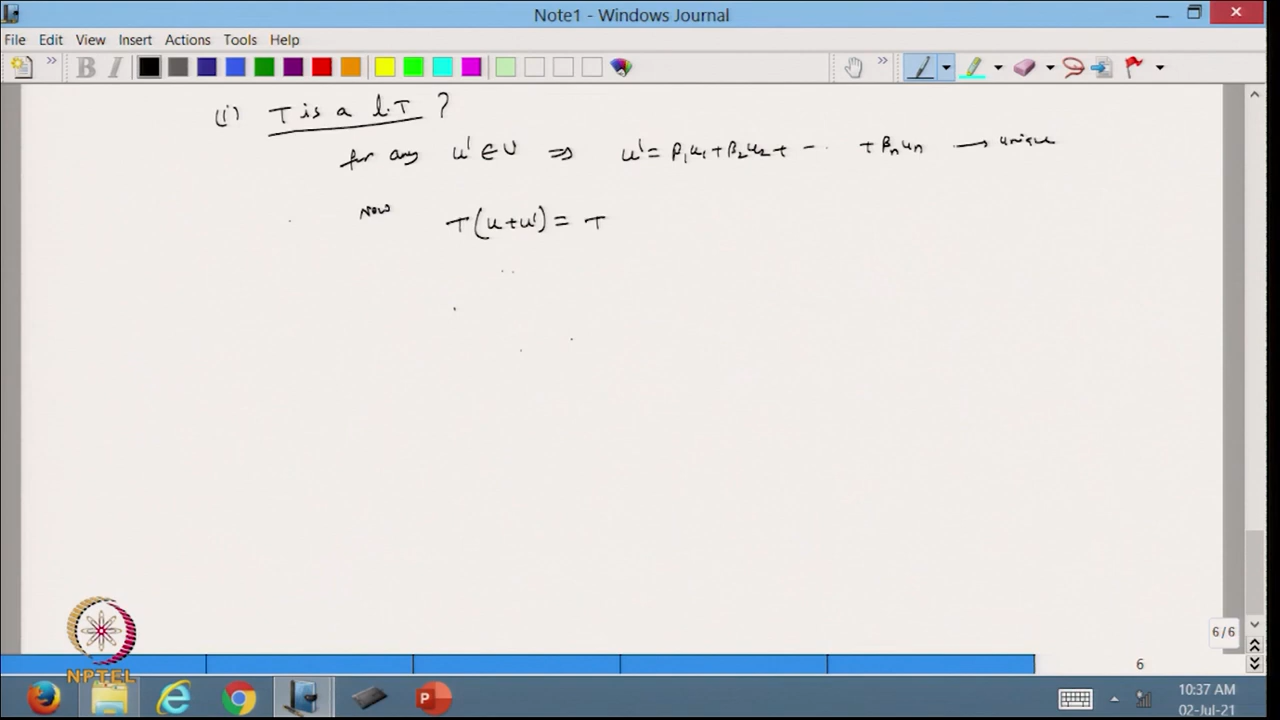 Note1 - Windows Journal
File Edit View Insert Actions Tools Help
B I
(i) T is a l.T ?
for any u' ∈ U ⇒ u' = β₁u₁ + β₂u₂ + - - + βₙuₙ → unique
Now T(u+u') = T
6/6
6
NPTEL
10:37 AM
02-Jul-21